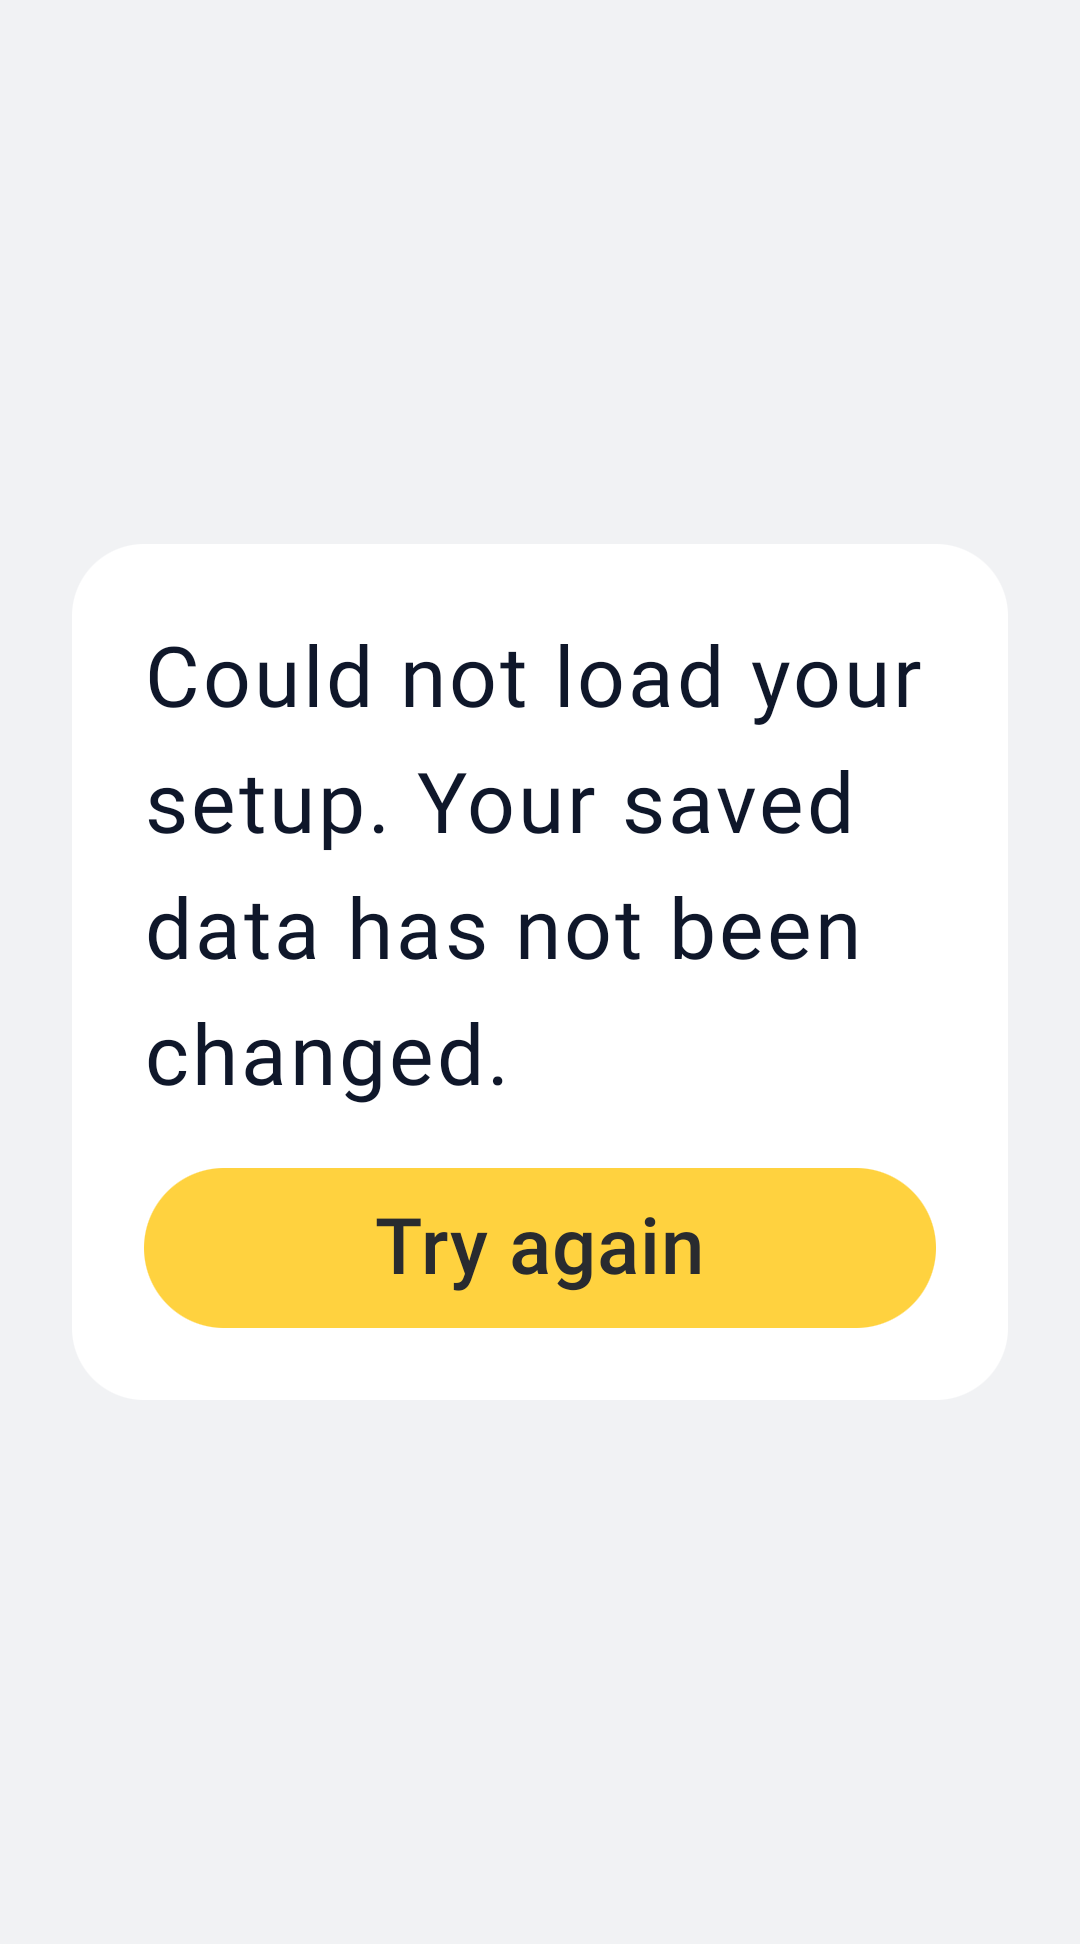 Could not load your
setup. Your saved
data has not been
changed.
Try again